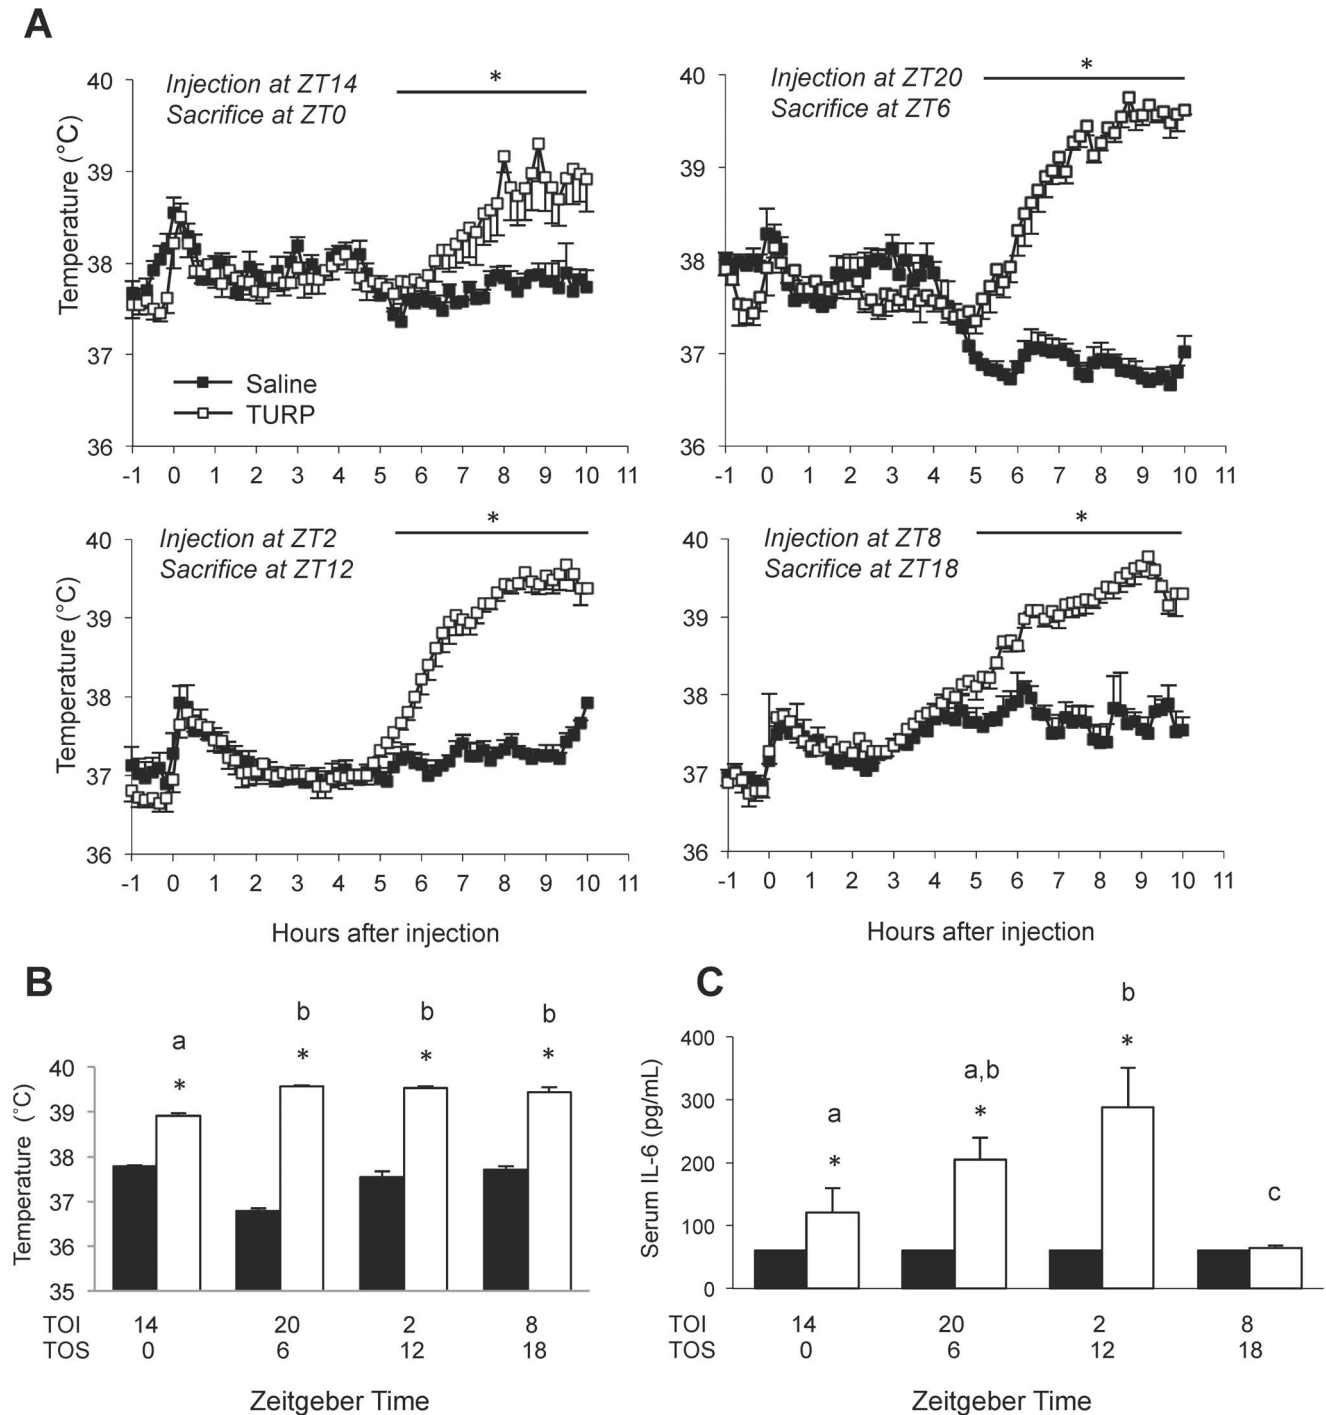 A
Injection at ZT14
Sacrifice at ZT0
*
Temperature (°C)
40
39
38
37
36
Saline
TURP
-1 0 1 2 3 4 5 6 7 8 9 10 11
Injection at ZT20
Sacrifice at ZT6
*
40
39
38
37
36
-1 0 1 2 3 4 5 6 7 8 9 10 11
Injection at ZT2
Sacrifice at ZT12
*
Temperature (°C)
40
39
38
37
36
-1 0 1 2 3 4 5 6 7 8 9 10 11
Hours after injection
Injection at ZT8
Sacrifice at ZT18
*
40
39
38
37
36
-1 0 1 2 3 4 5 6 7 8 9 10 11
Hours after injection
B
a b b b
* * * *
Temperature (°C)
40
39
38
37
36
35
TOI 14 20 2 8
TOS 0 6 12 18
Zeitgeber Time
C
a a,b b c
* * *
Serum IL-6 (pg/mL)
400
300
200
100
0
TOI 14 20 2 8
TOS 0 6 12 18
Zeitgeber Time